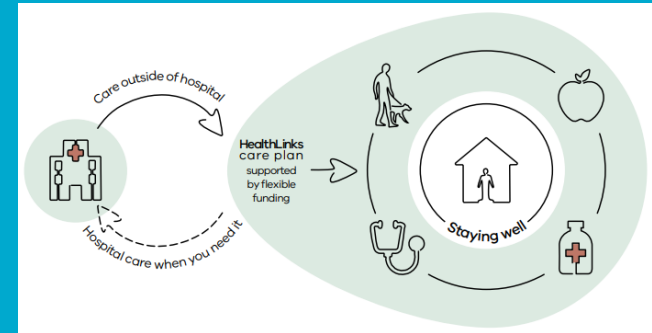 Care outside of hospital
HealthLinks
care plan
supported
by flexible
funding
Staying well
Hospital care when you need it